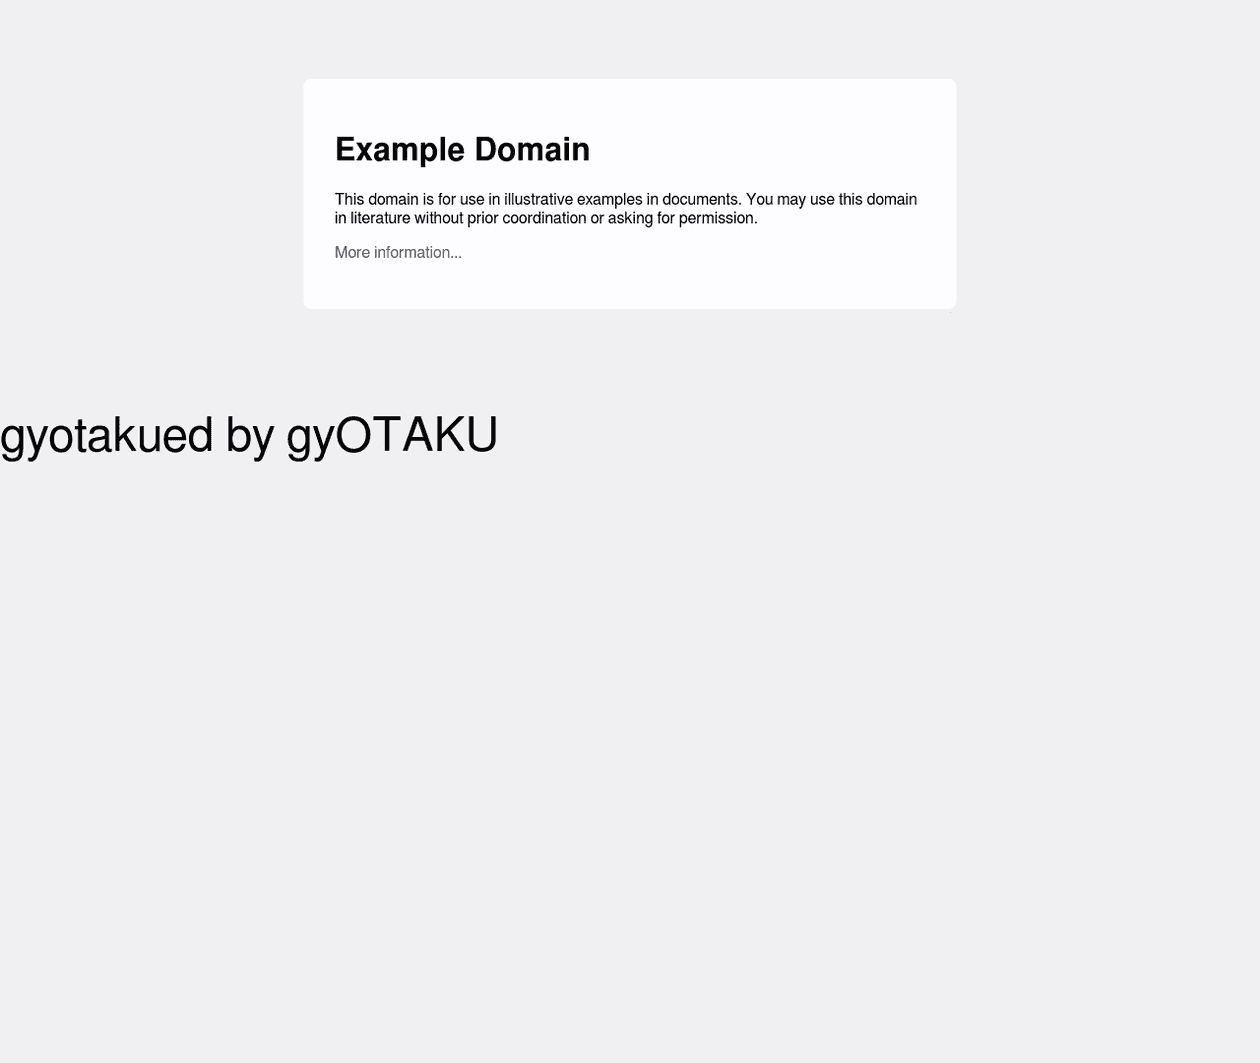 Example Domain
This domain is for use in illustrative examples in documents. You may use this domain
in literature without prior coordination or asking for permission.
More information...
gyotakued by gyOTAKU